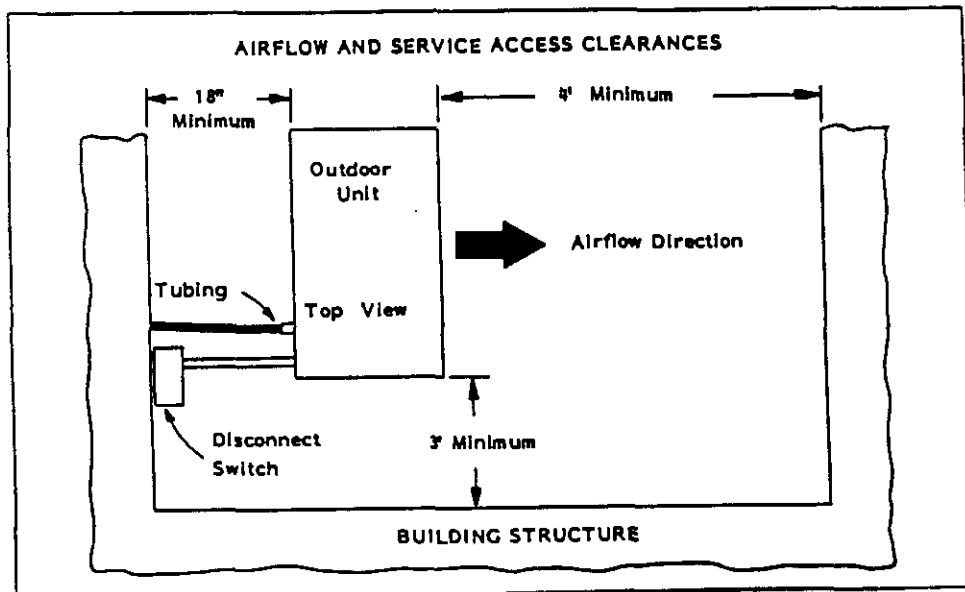 AIRFLOW AND SERVICE ACCESS CLEARANCES
18"
Minimum
4' Minimum
Outdoor
Unit
Airflow Direction
Tubing
Top View
Disconnect
Switch
3' Minimum
BUILDING STRUCTURE